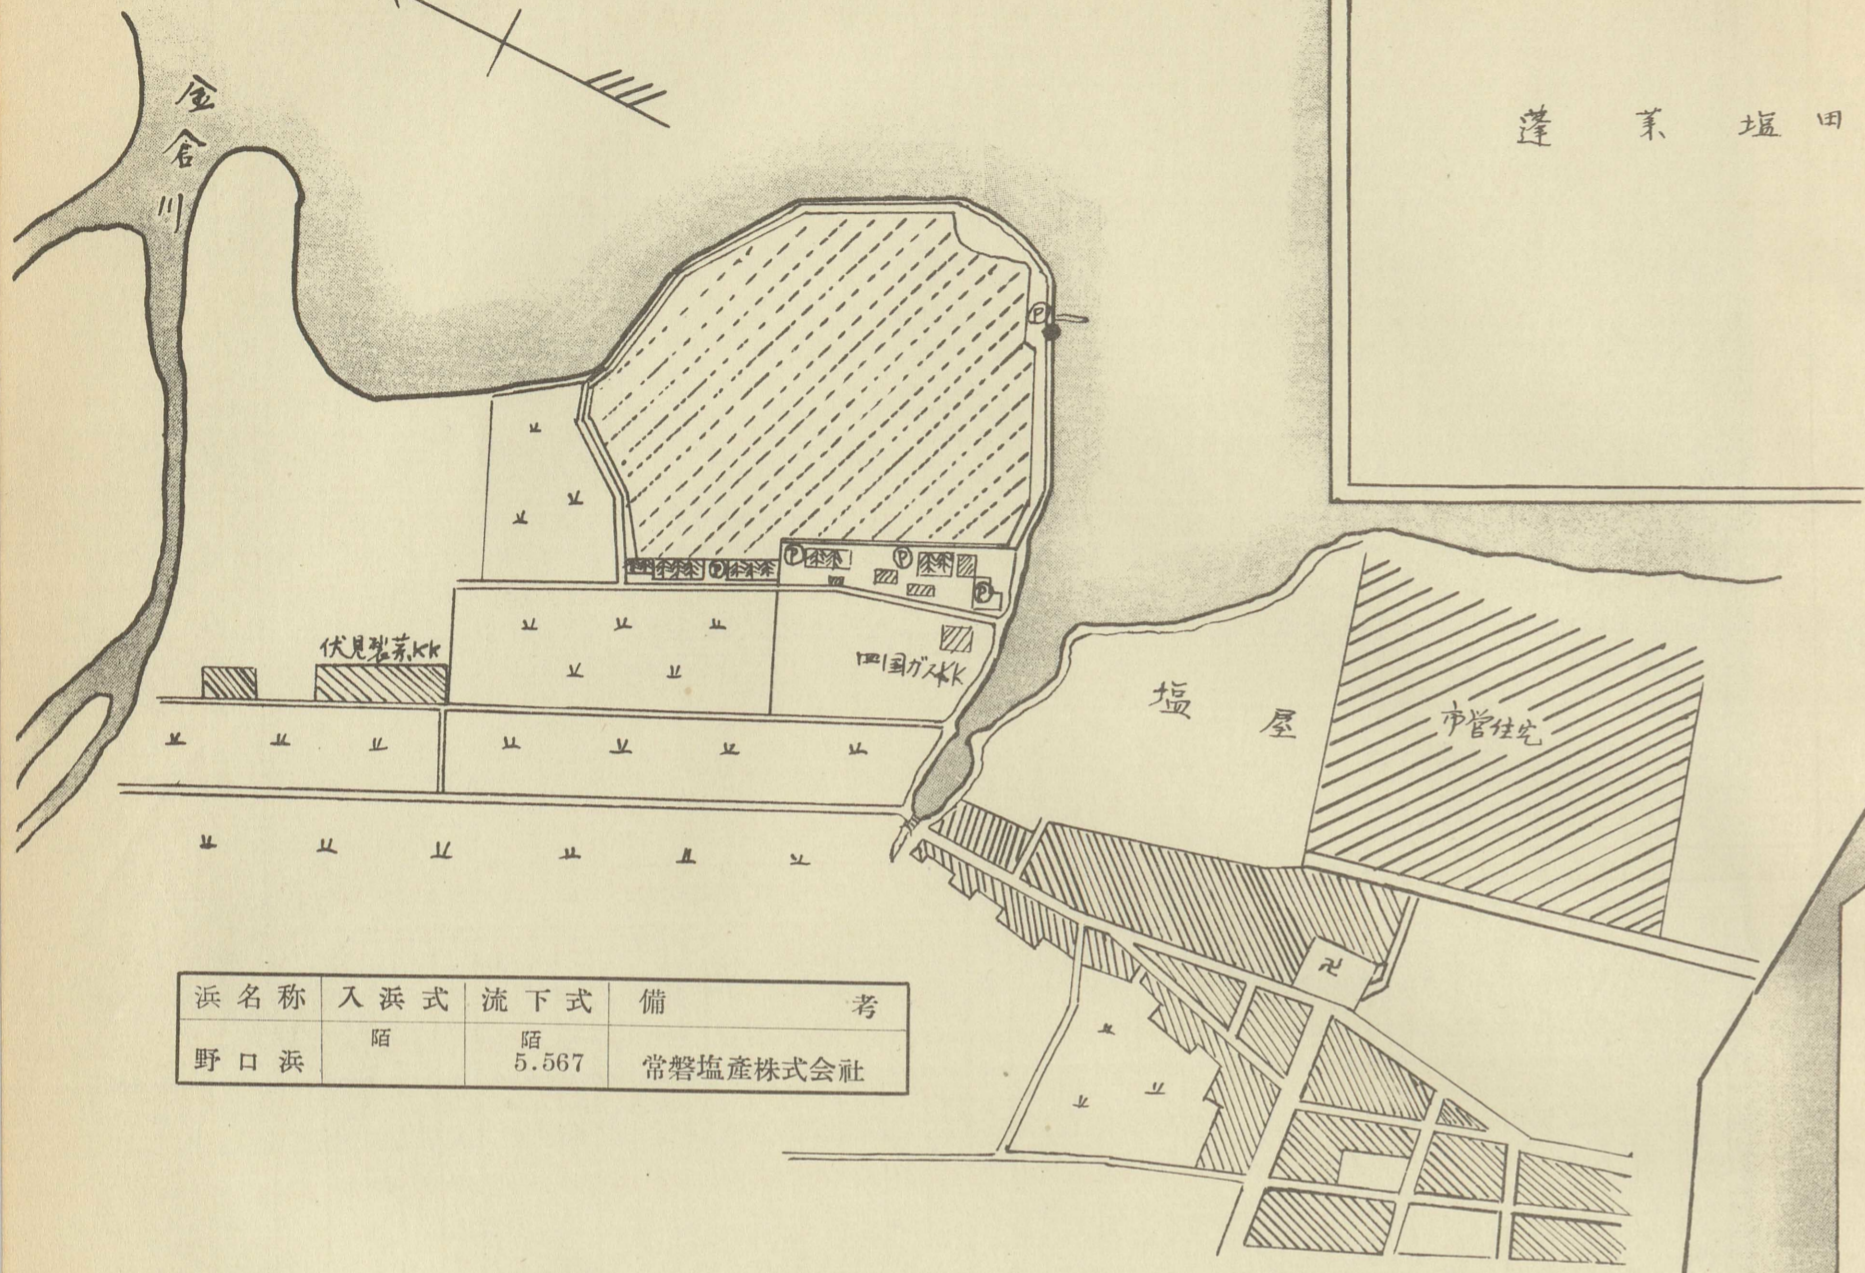 金倉川
蓬莱塩田
Ⓟ
Ⓟ
Ⓟ
Ⓟ
Ⓟ
伏見製薬KK
四国ガスKK
塩屋
市営住宅
卍
浜名称 入浜式 流下式 備考
陌 陌
野口浜 5.567 常磐塩産株式会社